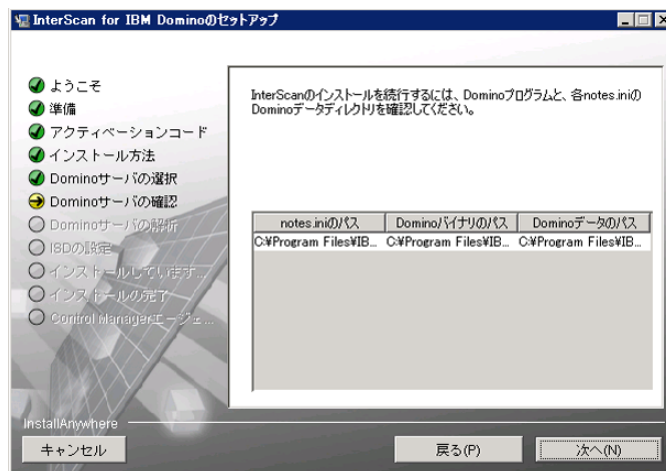 InterScan for IBM Dominoのセットアップ
ようこそ
準備
アクティベーションコード
インストール方法
Dominoサーバの選択
Dominoサーバの確認
Dominoサーバの解析
ISDの設定
インストールしています...
インストールの完了
Control Managerエージェ...
InterScanのインストールを続行するには、Dominoプログラムと、各notes.iniの
Dominoデータディレクトリを確認してください。
notes.iniのパス Dominoバイナリのパス Dominoデータのパス
C:¥Program Files¥IB... C:¥Program Files¥IB... C:¥Program Files¥IB...
InstallAnywhere
キャンセル 戻る(P) 次へ(N)